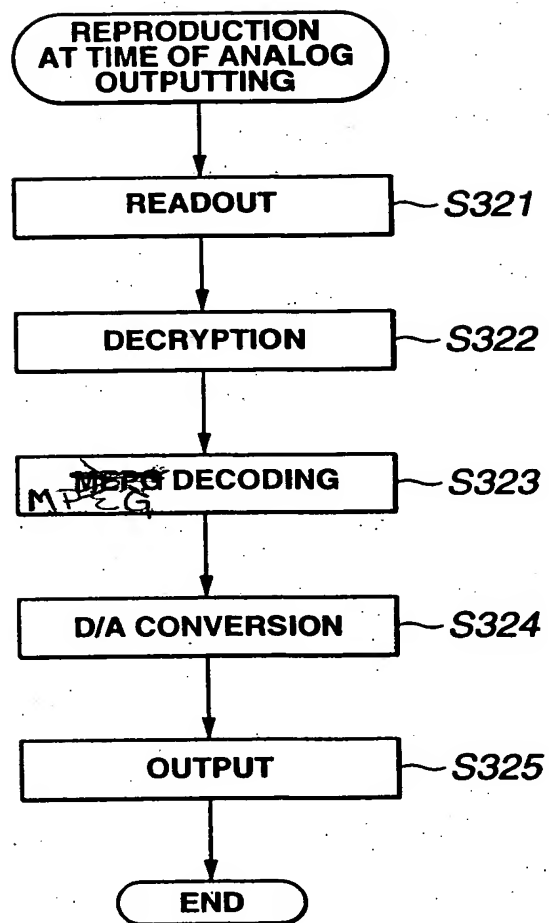 REPRODUCTION
AT TIME OF ANALOG
OUTPUTTING
READOUT S321
DECRYPTION S322
DECODING S323
MPEG
D/A CONVERSION S324
OUTPUT S325
END